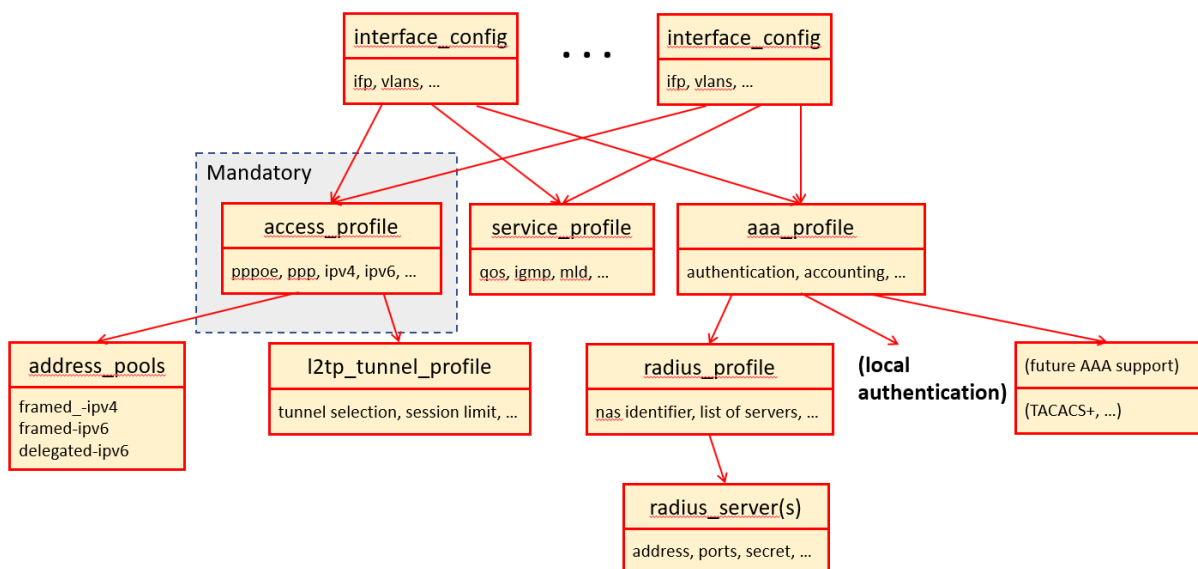 interface_config
. . .
interface_config
ifp, vlans, ...
ifp, vlans, ...
Mandatory
access_profile
service_profile
aaa_profile
pppoe, ppp, ipv4, ipv6, ...
qos, igmp, mld, ...
authentication, accounting, ...
address_pools
l2tp_tunnel_profile
radius_profile
(local
authentication)
(future AAA support)
framed_-ipv4
framed-ipv6
delegated-ipv6
tunnel selection, session limit, ...
nas identifier, list of servers, ...
(TACACS+, ...)
radius_server(s)
address, ports, secret, ...